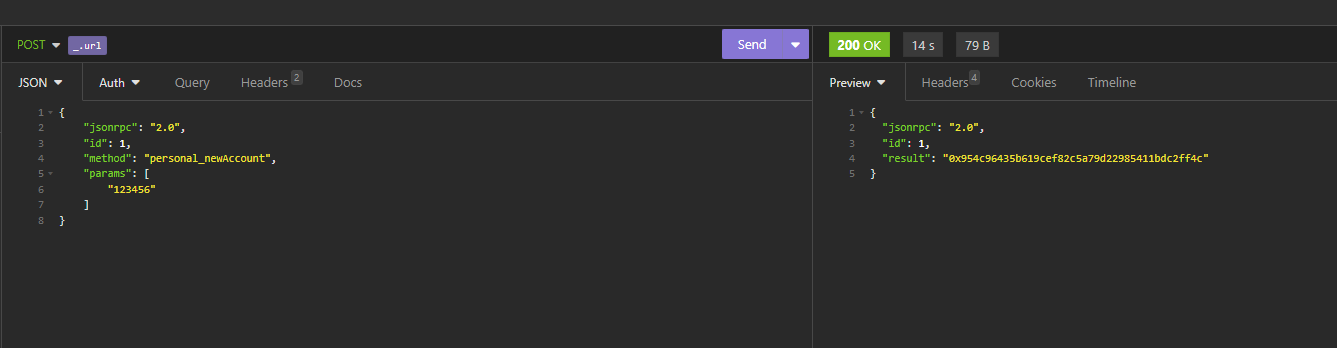 POST _.url Send 200 OK 14 s 79 B
JSON Auth Query Headers 2 Docs Preview Headers 4 Cookies Timeline
1 {
2 "jsonrpc": "2.0",
3 "id": 1,
4 "method": "personal_newAccount",
5 "params": [
6 "123456"
7 ]
8 }
1 {
2 "jsonrpc": "2.0",
3 "id": 1,
4 "result": "0x954c96435b619cef82c5a79d22985411bdc2ff4c"
5 }